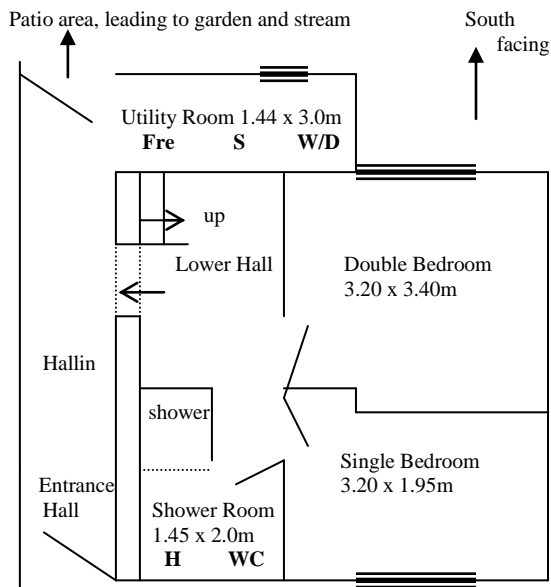 Patio area, leading to garden and stream
South
facing
Utility Room 1.44 x 3.0m
Fre S W/D
up
Lower Hall
Double Bedroom
3.20 x 3.40m
Hallin
shower
Single Bedroom
3.20 x 1.95m
Entrance
Hall
Shower Room
1.45 x 2.0m
H WC